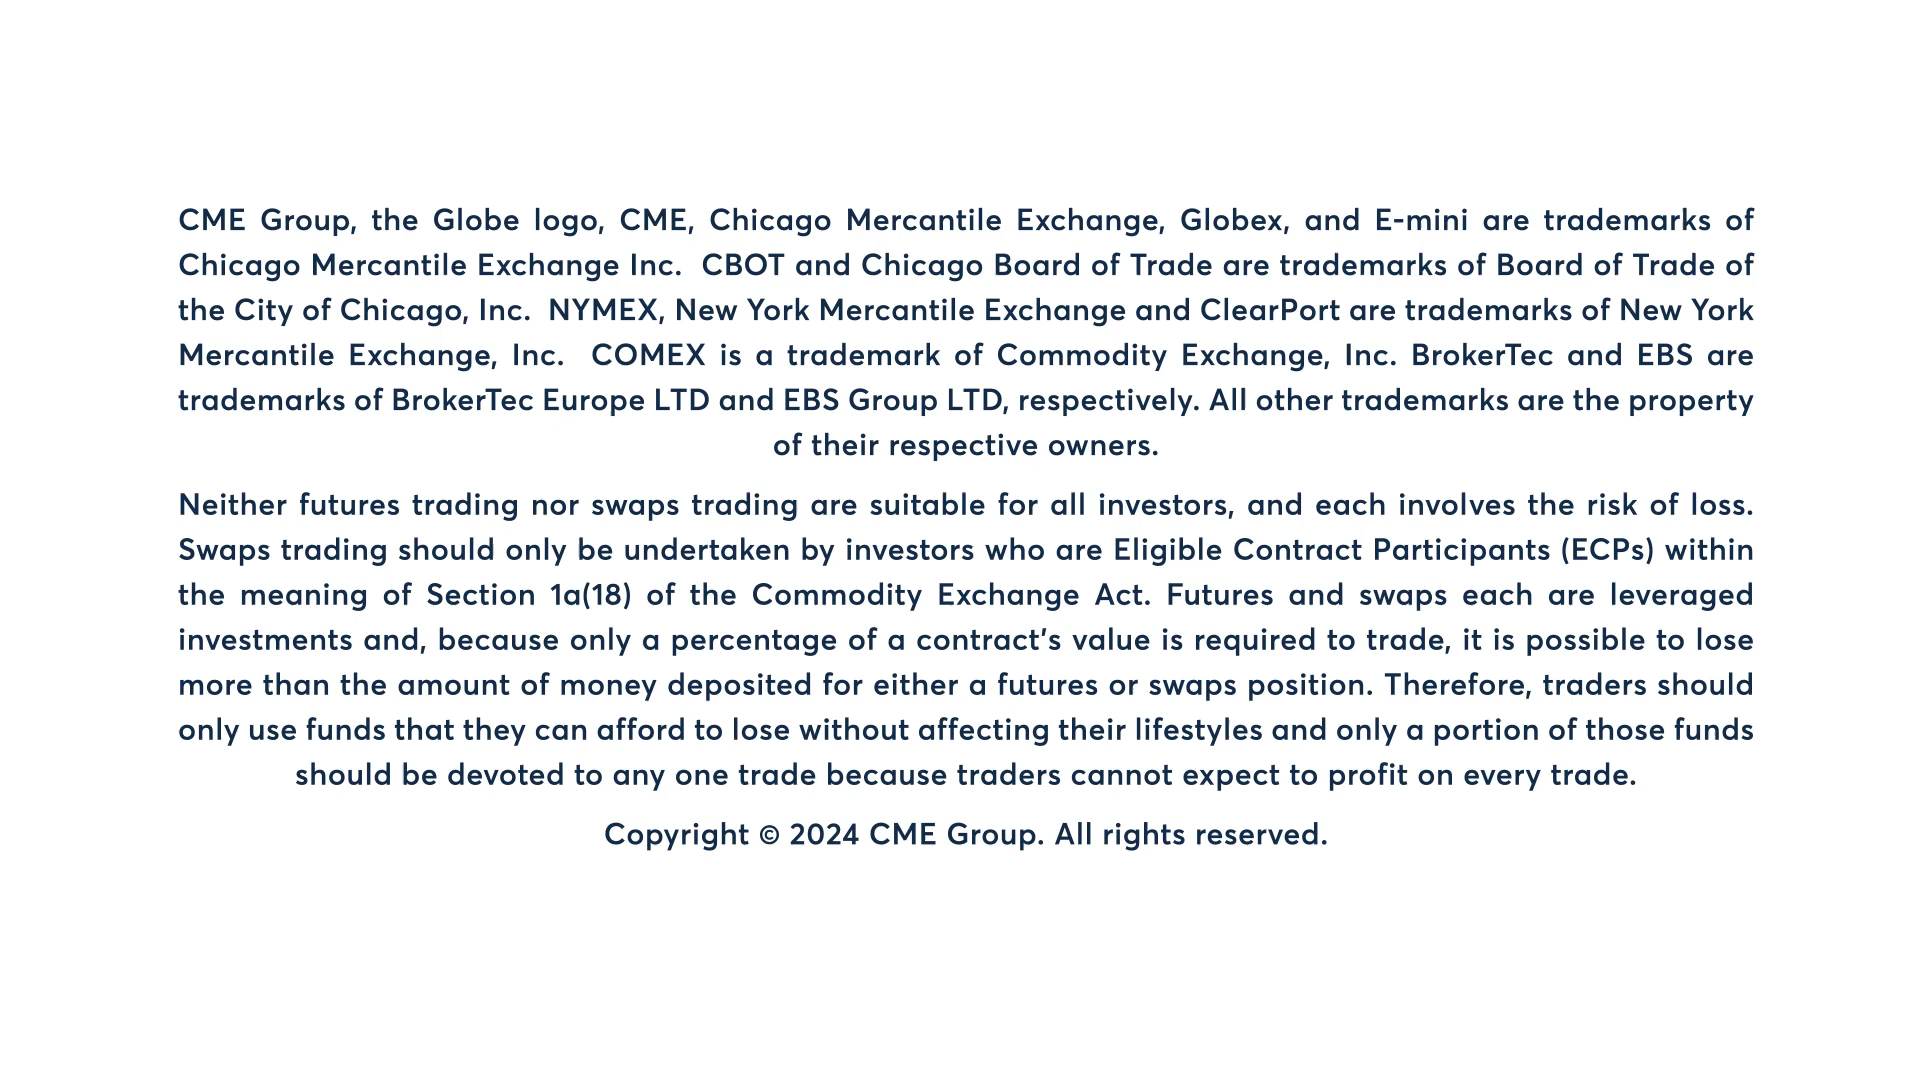 CME Group, the Globe logo, CME, Chicago Mercantile Exchange, Globex, and E-mini are trademarks of
Chicago Mercantile Exchange Inc.  CBOT and Chicago Board of Trade are trademarks of Board of Trade of
the City of Chicago, Inc.  NYMEX, New York Mercantile Exchange and ClearPort are trademarks of New York
Mercantile Exchange, Inc.  COMEX is a trademark of Commodity Exchange, Inc. BrokerTec and EBS are
trademarks of BrokerTec Europe LTD and EBS Group LTD, respectively. All other trademarks are the property
of their respective owners.
Neither futures trading nor swaps trading are suitable for all investors, and each involves the risk of loss.
Swaps trading should only be undertaken by investors who are Eligible Contract Participants (ECPs) within
the meaning of Section 1a(18) of the Commodity Exchange Act. Futures and swaps each are leveraged
investments and, because only a percentage of a contract's value is required to trade, it is possible to lose
more than the amount of money deposited for either a futures or swaps position. Therefore, traders should
only use funds that they can afford to lose without affecting their lifestyles and only a portion of those funds
should be devoted to any one trade because traders cannot expect to profit on every trade.
Copyright © 2024 CME Group. All rights reserved.